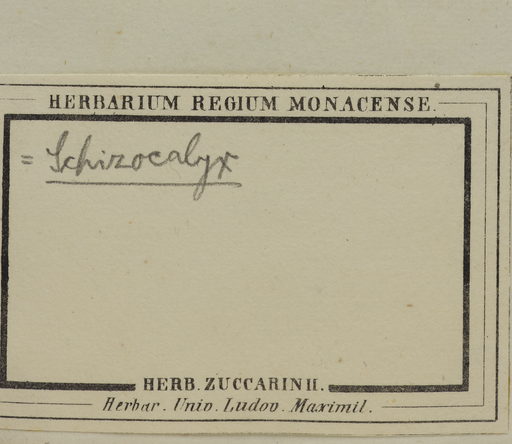 HERBARIUM REGIUM MONACENSE.
= Schizocalyx
HERB. ZUCCARINII.
Herbar. Univ. Ludov. Maximil.